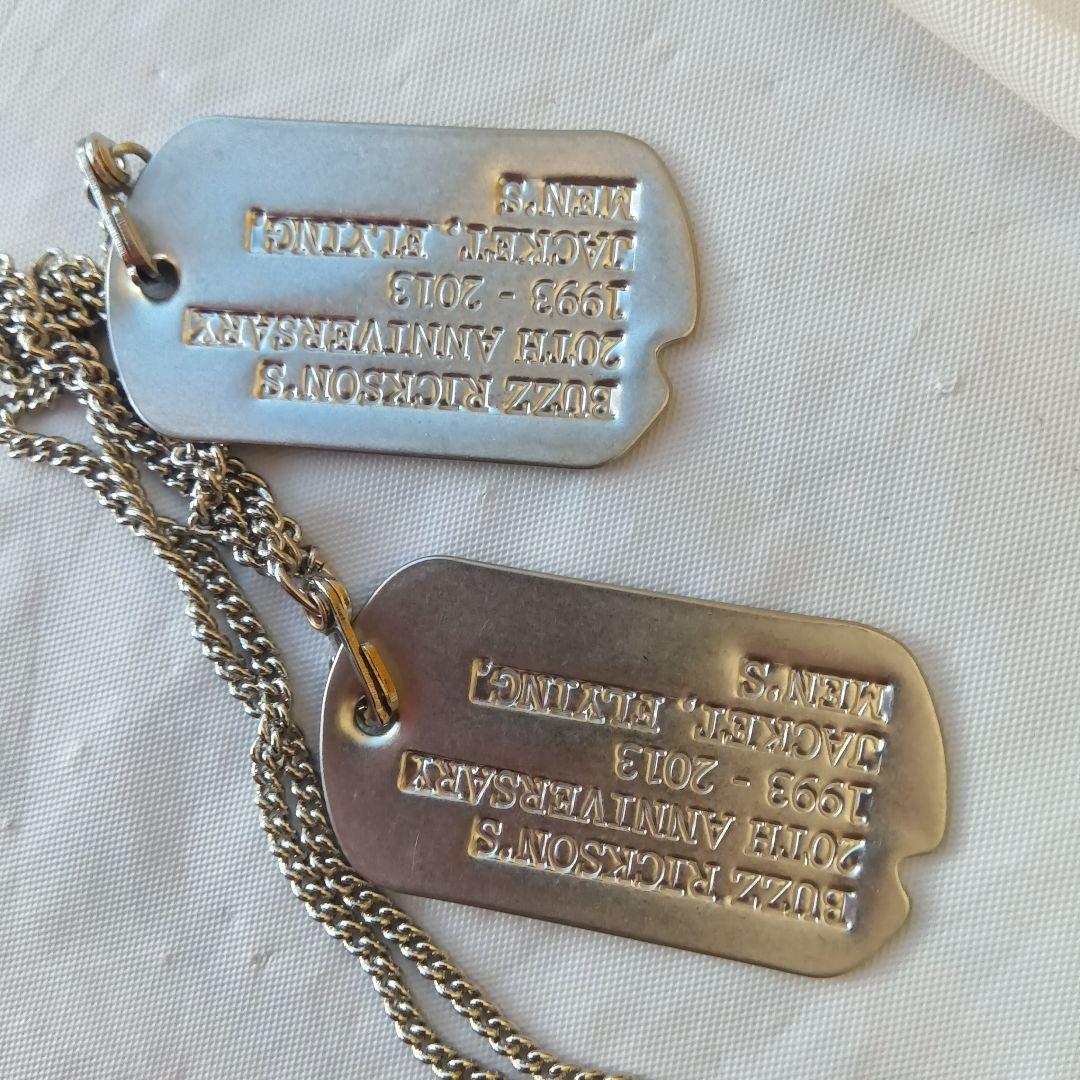 BUZZ RICKSON'S
20TH ANNIVERSARY
1993 - 2013
JACKET, FLYING,
MEN'S
BUZZ RICKSON'S
20TH ANNIVERSARY
1993 - 2013
JACKET, FLYING,
MEN'S